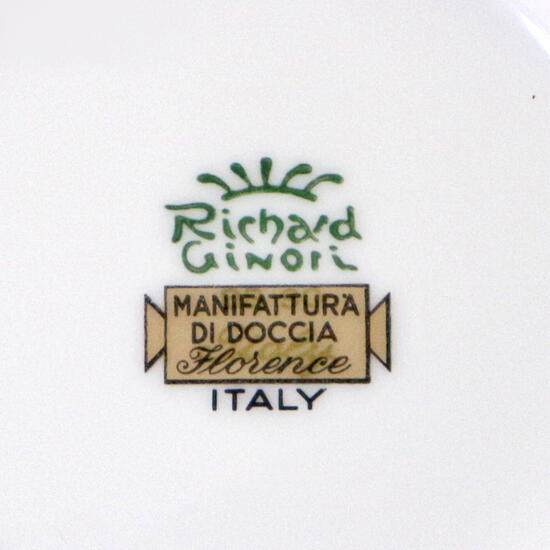 Richard
GINORI
MANIFATTURA
DI DOCCIA
Florence
ITALY